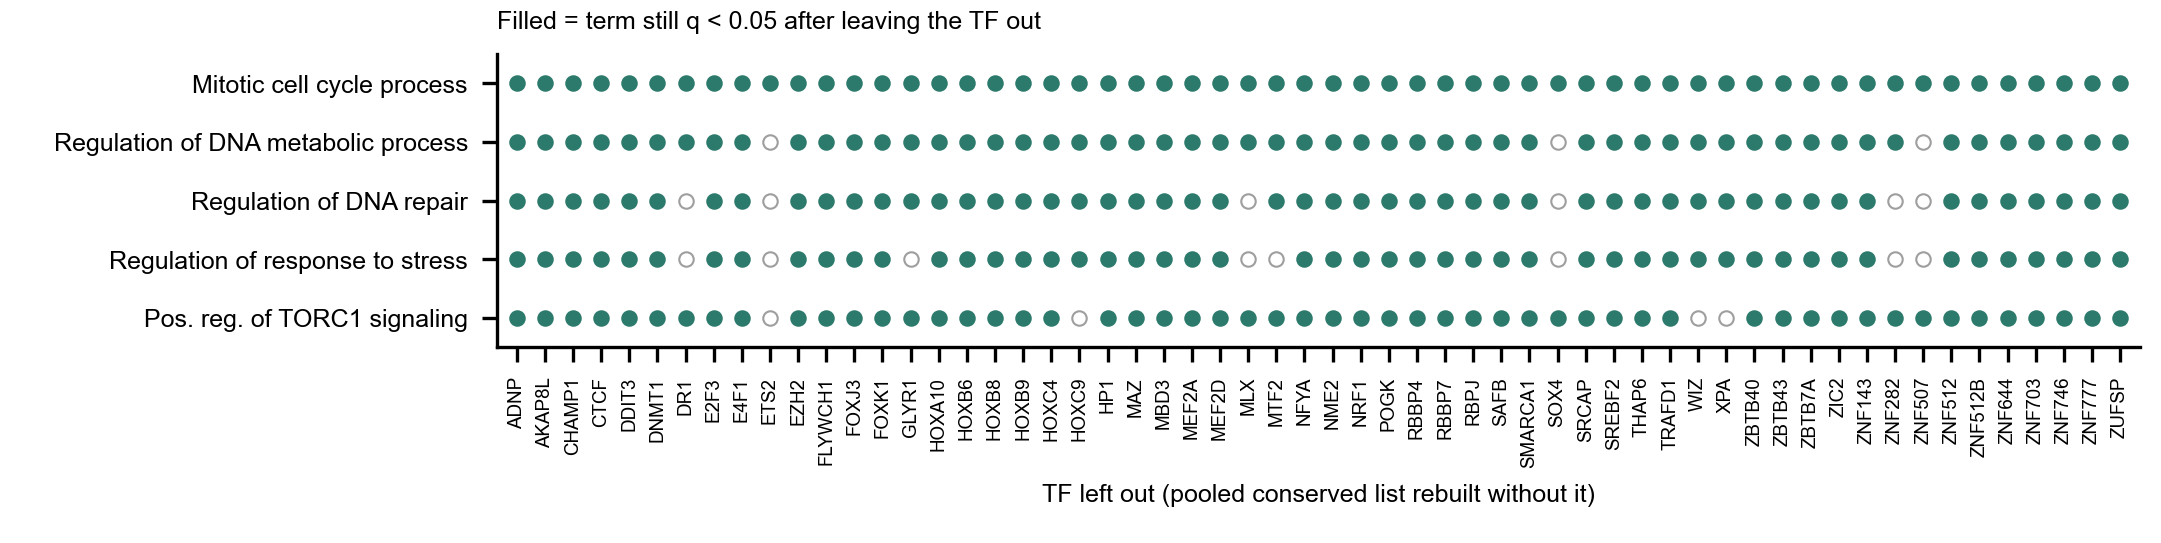 Filled = term still q < 0.05 after leaving the TF out
Mitotic cell cycle process
Regulation of DNA metabolic process
Regulation of DNA repair
Regulation of response to stress
Pos. reg. of TORC1 signaling
ADNP
AKAP8L
CHAMP1
CTCF
DDIT3
DNMT1
DR1
E2F3
E4F1
ETS2
EZH2
FLYWCH1
FOXJ3
FOXK1
GLYR1
HOXA10
HOXB6
HOXB8
HOXB9
HOXC4
HOXC9
HP1
MAZ
MBD3
MEF2A
MEF2D
MLX
MTF2
NFYA
NME2
NRF1
POGK
RBBP4
RBBP7
RBPJ
SAFB
SMARCA1
SOX4
SRCAP
SREBF2
THAP6
TRAFD1
WIZ
XPA
ZBTB40
ZBTB43
ZBTB7A
ZIC2
ZNF143
ZNF282
ZNF507
ZNF512
ZNF512B
ZNF644
ZNF703
ZNF746
ZNF777
ZUFSP
TF left out (pooled conserved list rebuilt without it)